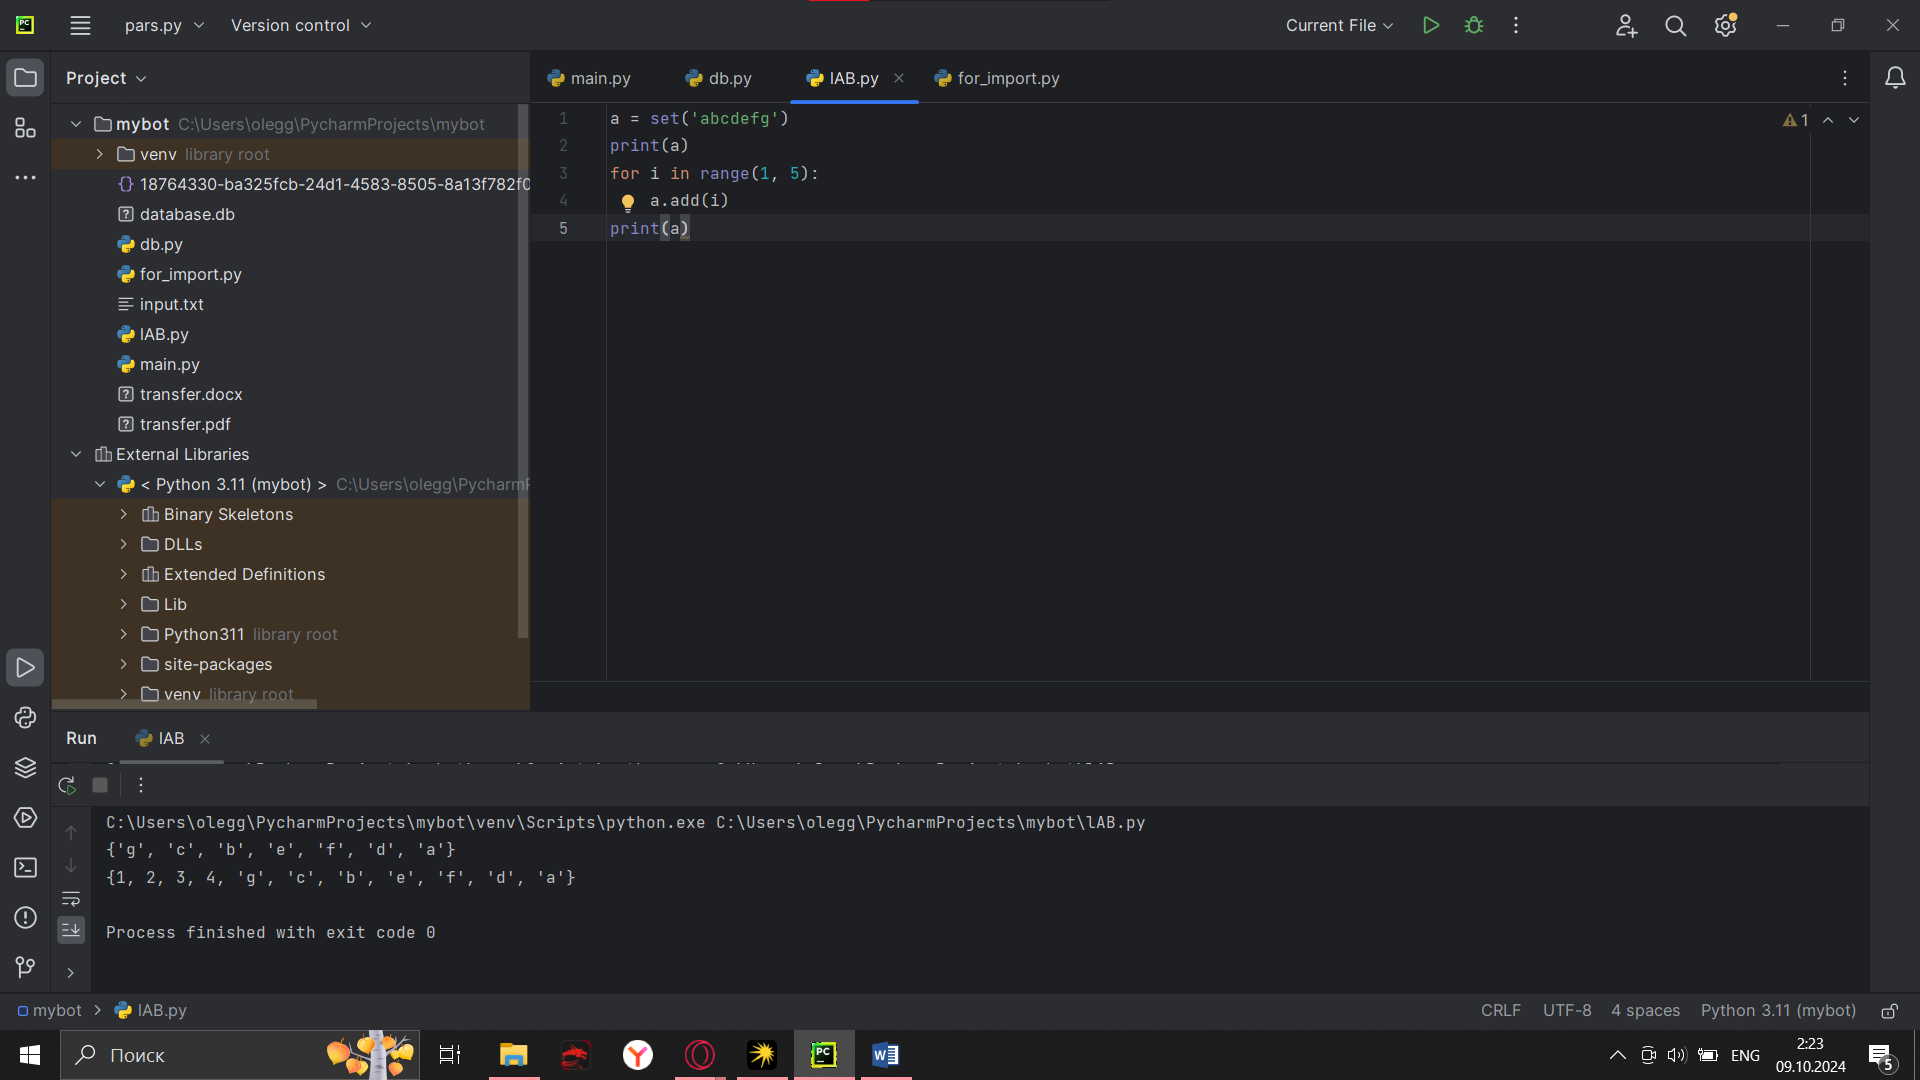 pars.py
Version control
Current File
Project
main.py
db.py
lAB.py
for_import.py
mybot C:\Users\olegg\PycharmProjects\mybot
venv library root
18764330-ba325fcb-24d1-4583-8505-8a13f782f0
database.db
db.py
for_import.py
input.txt
lAB.py
main.py
transfer.docx
transfer.pdf
External Libraries
< Python 3.11 (mybot) > C:\Users\olegg\Pycharm
Binary Skeletons
DLLs
Extended Definitions
Lib
Python311 library root
site-packages
venv library root
1 a = set('abcdefg')
2 print(a)
3 for i in range(1, 5):
4 a.add(i)
5 print(a)
1
Run
lAB
C:\Users\olegg\PycharmProjects\mybot\venv\Scripts\python.exe C:\Users\olegg\PycharmProjects\mybot\lAB.py
{'g', 'c', 'b', 'e', 'f', 'd', 'a'}
{1, 2, 3, 4, 'g', 'c', 'b', 'e', 'f', 'd', 'a'}
Process finished with exit code 0
mybot > lAB.py
CRLF UTF-8 4 spaces Python 3.11 (mybot)
Поиск
ENG
2:23
09.10.2024
5